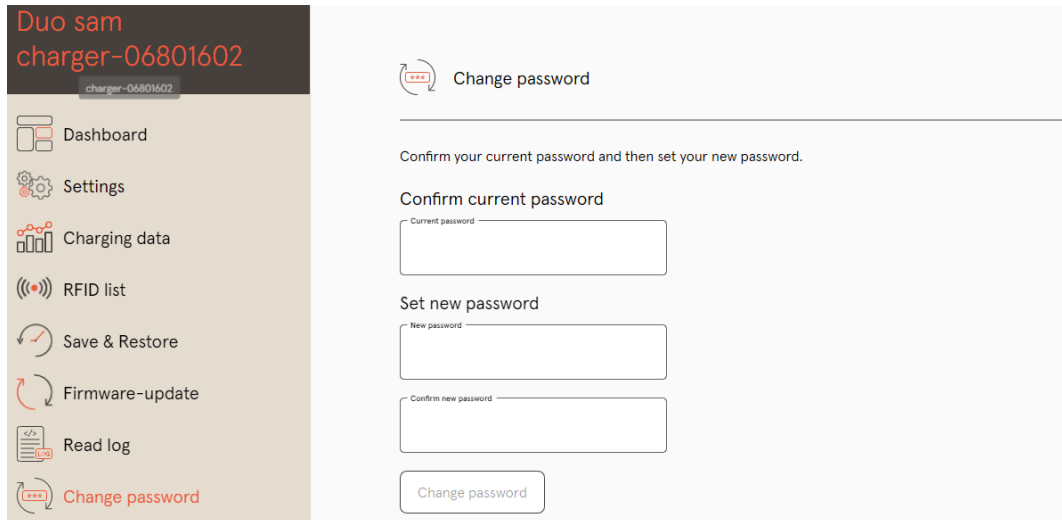 Duo sam
charger-06801602
charger-06801602
Dashboard
Settings
Charging data
RFID list
Save & Restore
Firmware-update
</>
LOG
Read log
***
Change password
***
Change password
Confirm your current password and then set your new password.
Confirm current password
Current password
Set new password
New password
Confirm new password
Change password